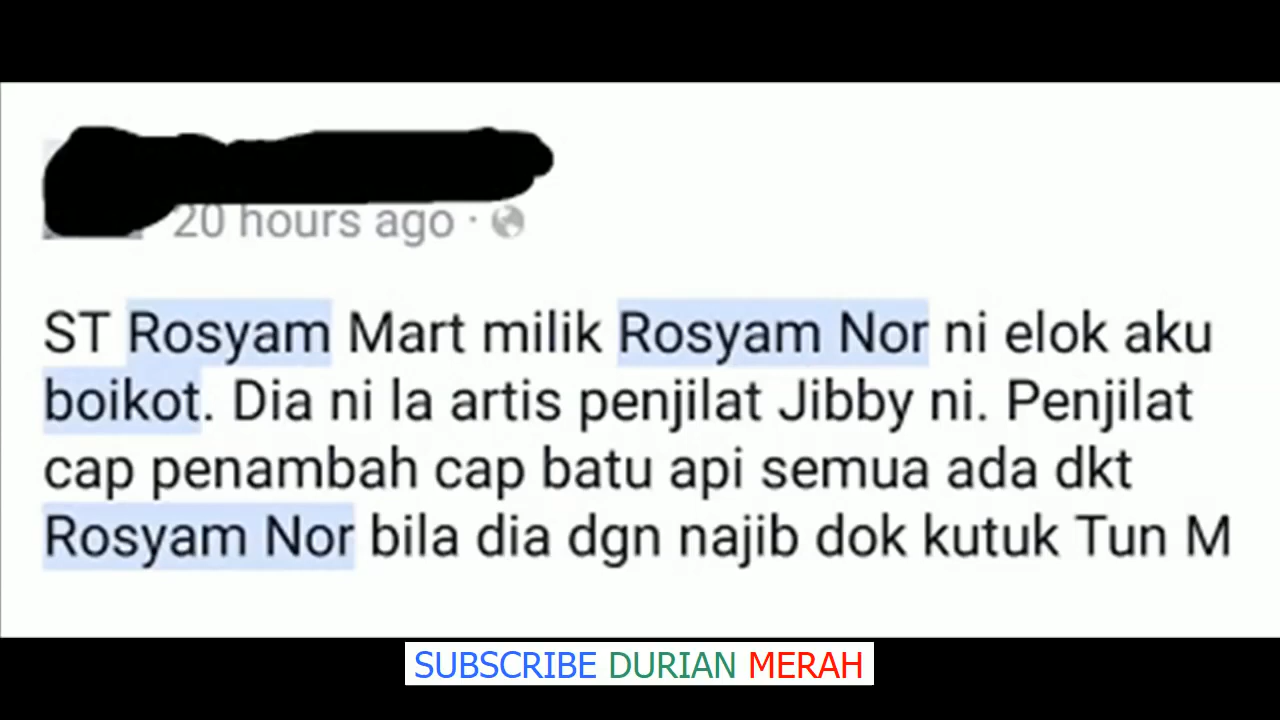 20 hours ago ·
ST Rosyam Mart milik Rosyam Nor ni elok aku
boikot. Dia ni la artis penjilat Jibby ni. Penjilat
cap penambah cap batu api semua ada dkt
Rosyam Nor bila dia dgn najib dok kutuk Tun M
SUBSCRIBE DURIAN MERAH